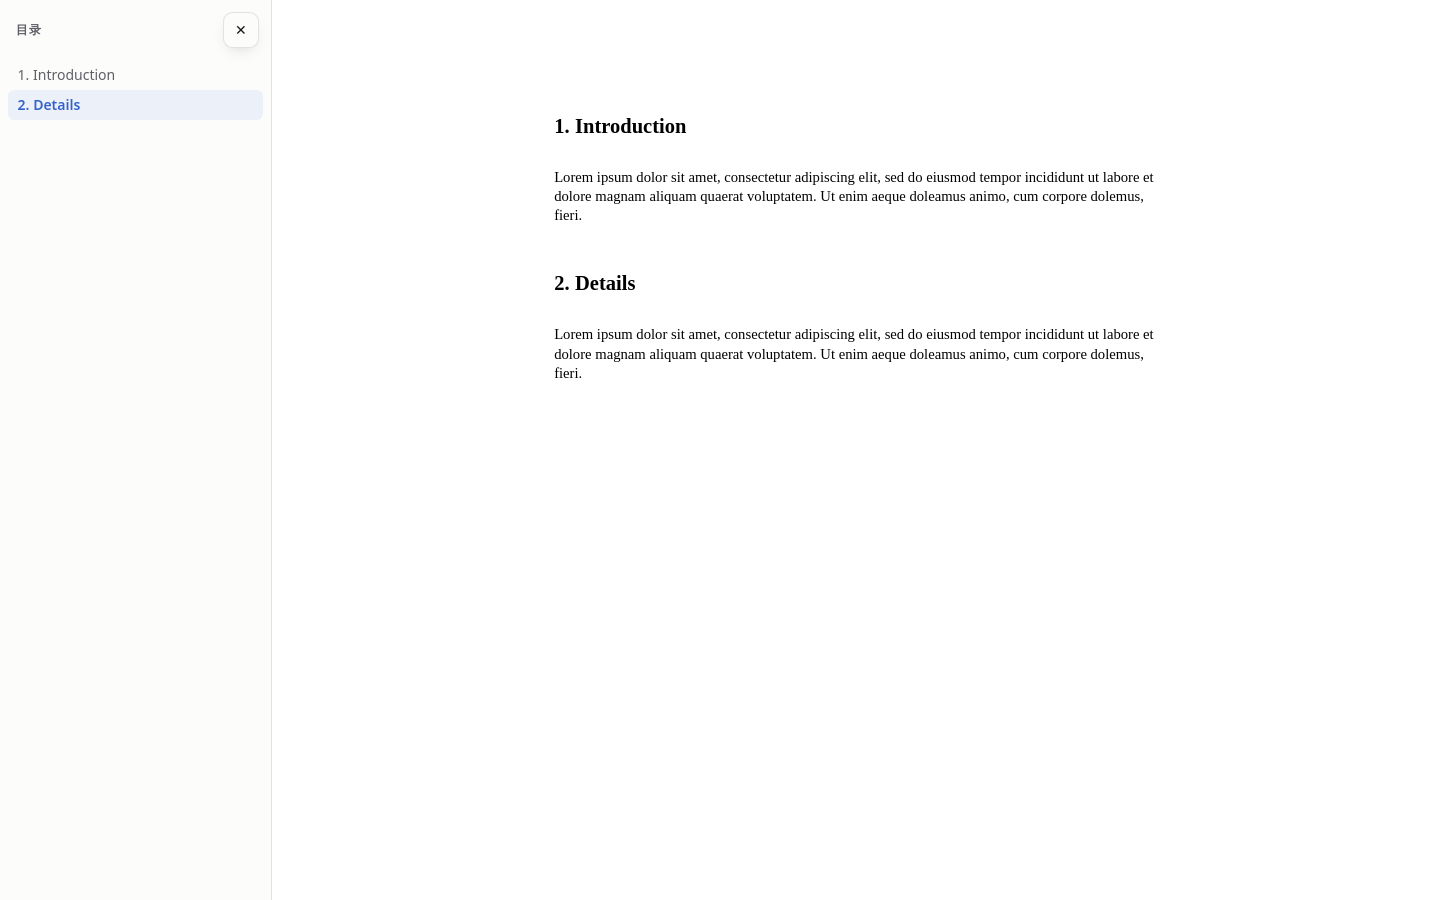 目录
✕
1. Introduction
2. Details
1. Introduction
Lorem ipsum dolor sit amet, consectetur adipiscing elit, sed do eiusmod tempor incididunt ut labore et
dolore magnam aliquam quaerat voluptatem. Ut enim aeque doleamus animo, cum corpore dolemus,
fieri.
2. Details
Lorem ipsum dolor sit amet, consectetur adipiscing elit, sed do eiusmod tempor incididunt ut labore et
dolore magnam aliquam quaerat voluptatem. Ut enim aeque doleamus animo, cum corpore dolemus,
fieri.